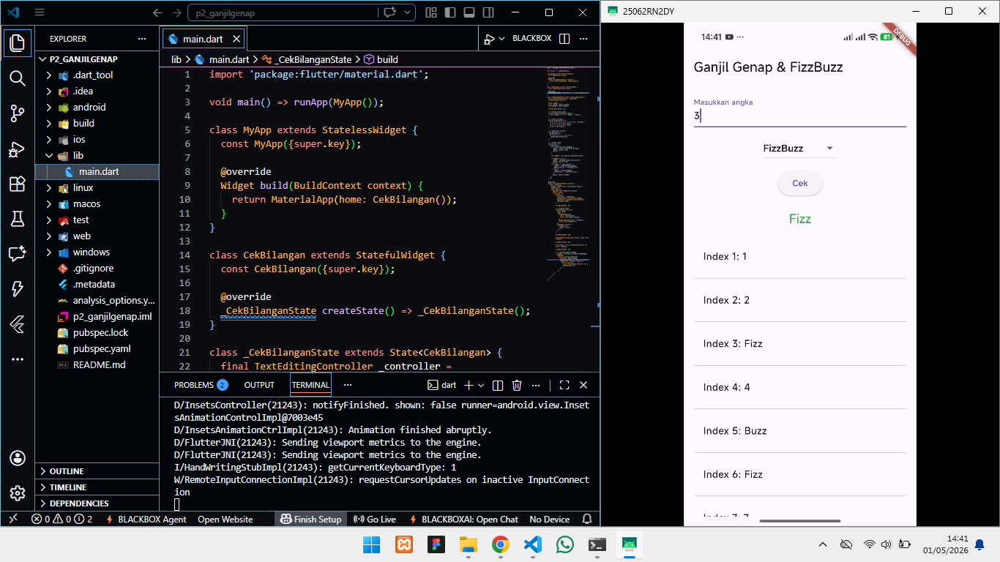 p2_ganjilgenap
25062RN2DY
EXPLORER
P2_GANJILGENAP
.dart_tool
.idea
android
build
ios
lib
main.dart
linux
macos
test
web
windows
.gitignore
.metadata
analysis_options.y...
p2_ganjilgenap.iml
pubspec.lock
pubspec.yaml
README.md
OUTLINE
TIMELINE
DEPENDENCIES
main.dart
BLACKBOX
lib > main.dart > _CekBilanganState > build
1 import 'package:flutter/material.dart';
2
3 void main() => runApp(MyApp());
4
5 class MyApp extends StatelessWidget {
6 const MyApp({super.key});
7
8 @override
9 Widget build(BuildContext context) {
10 return MaterialApp(home: CekBilangan());
11 }
12 }
13
14 class CekBilangan extends StatefulWidget {
15 const CekBilangan({super.key});
16
17 @override
18 _CekBilanganState createState() => _CekBilanganState();
19 }
20
21 class _CekBilanganState extends State<CekBilangan> {
22 final TextEditingController _controller =
PROBLEMS 2 OUTPUT TERMINAL ... dart
D/InsetsController(21243): notifyFinished. shown: false runner=android.view.Inset
sAnimationControlImpl@7003e45
D/InsetsAnimationCtrlImpl(21243): Animation finished abruptly.
D/FlutterJNI(21243): Sending viewport metrics to the engine.
D/FlutterJNI(21243): Sending viewport metrics to the engine.
I/HandWritingStubImpl(21243): getCurrentKeyboardType: 1
W/RemoteInputConnectionImpl(21243): requestCursorUpdates on inactive InputConnect
ion
0 0 2 BLACKBOX Agent Open Website Finish Setup Go Live BLACKBOXAI: Open Chat No Device
14:41 81
DEBUG
Ganjil Genap & FizzBuzz
Masukkan angka
3
FizzBuzz
Cek
Fizz
Index 1: 1
Index 2: 2
Index 3: Fizz
Index 4: 4
Index 5: Buzz
Index 6: Fizz
14:41
01/05/2026